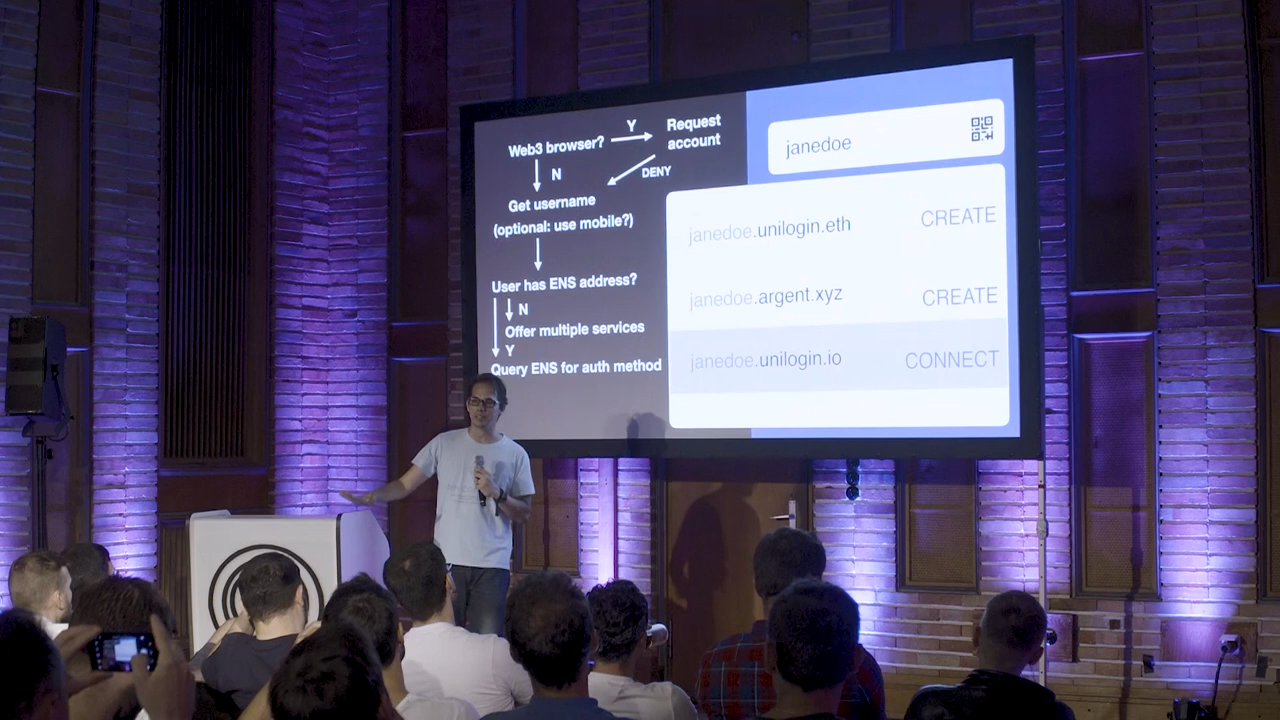 Web3 browser?
Y
Request
account
N
DENY
Get username
(optional: use mobile?)
User has ENS address?
N
Offer multiple services
Y
Query ENS for auth method
janedoe
janedoe.unilogin.eth CREATE
janedoe.argent.xyz CREATE
janedoe.unilogin.io CONNECT